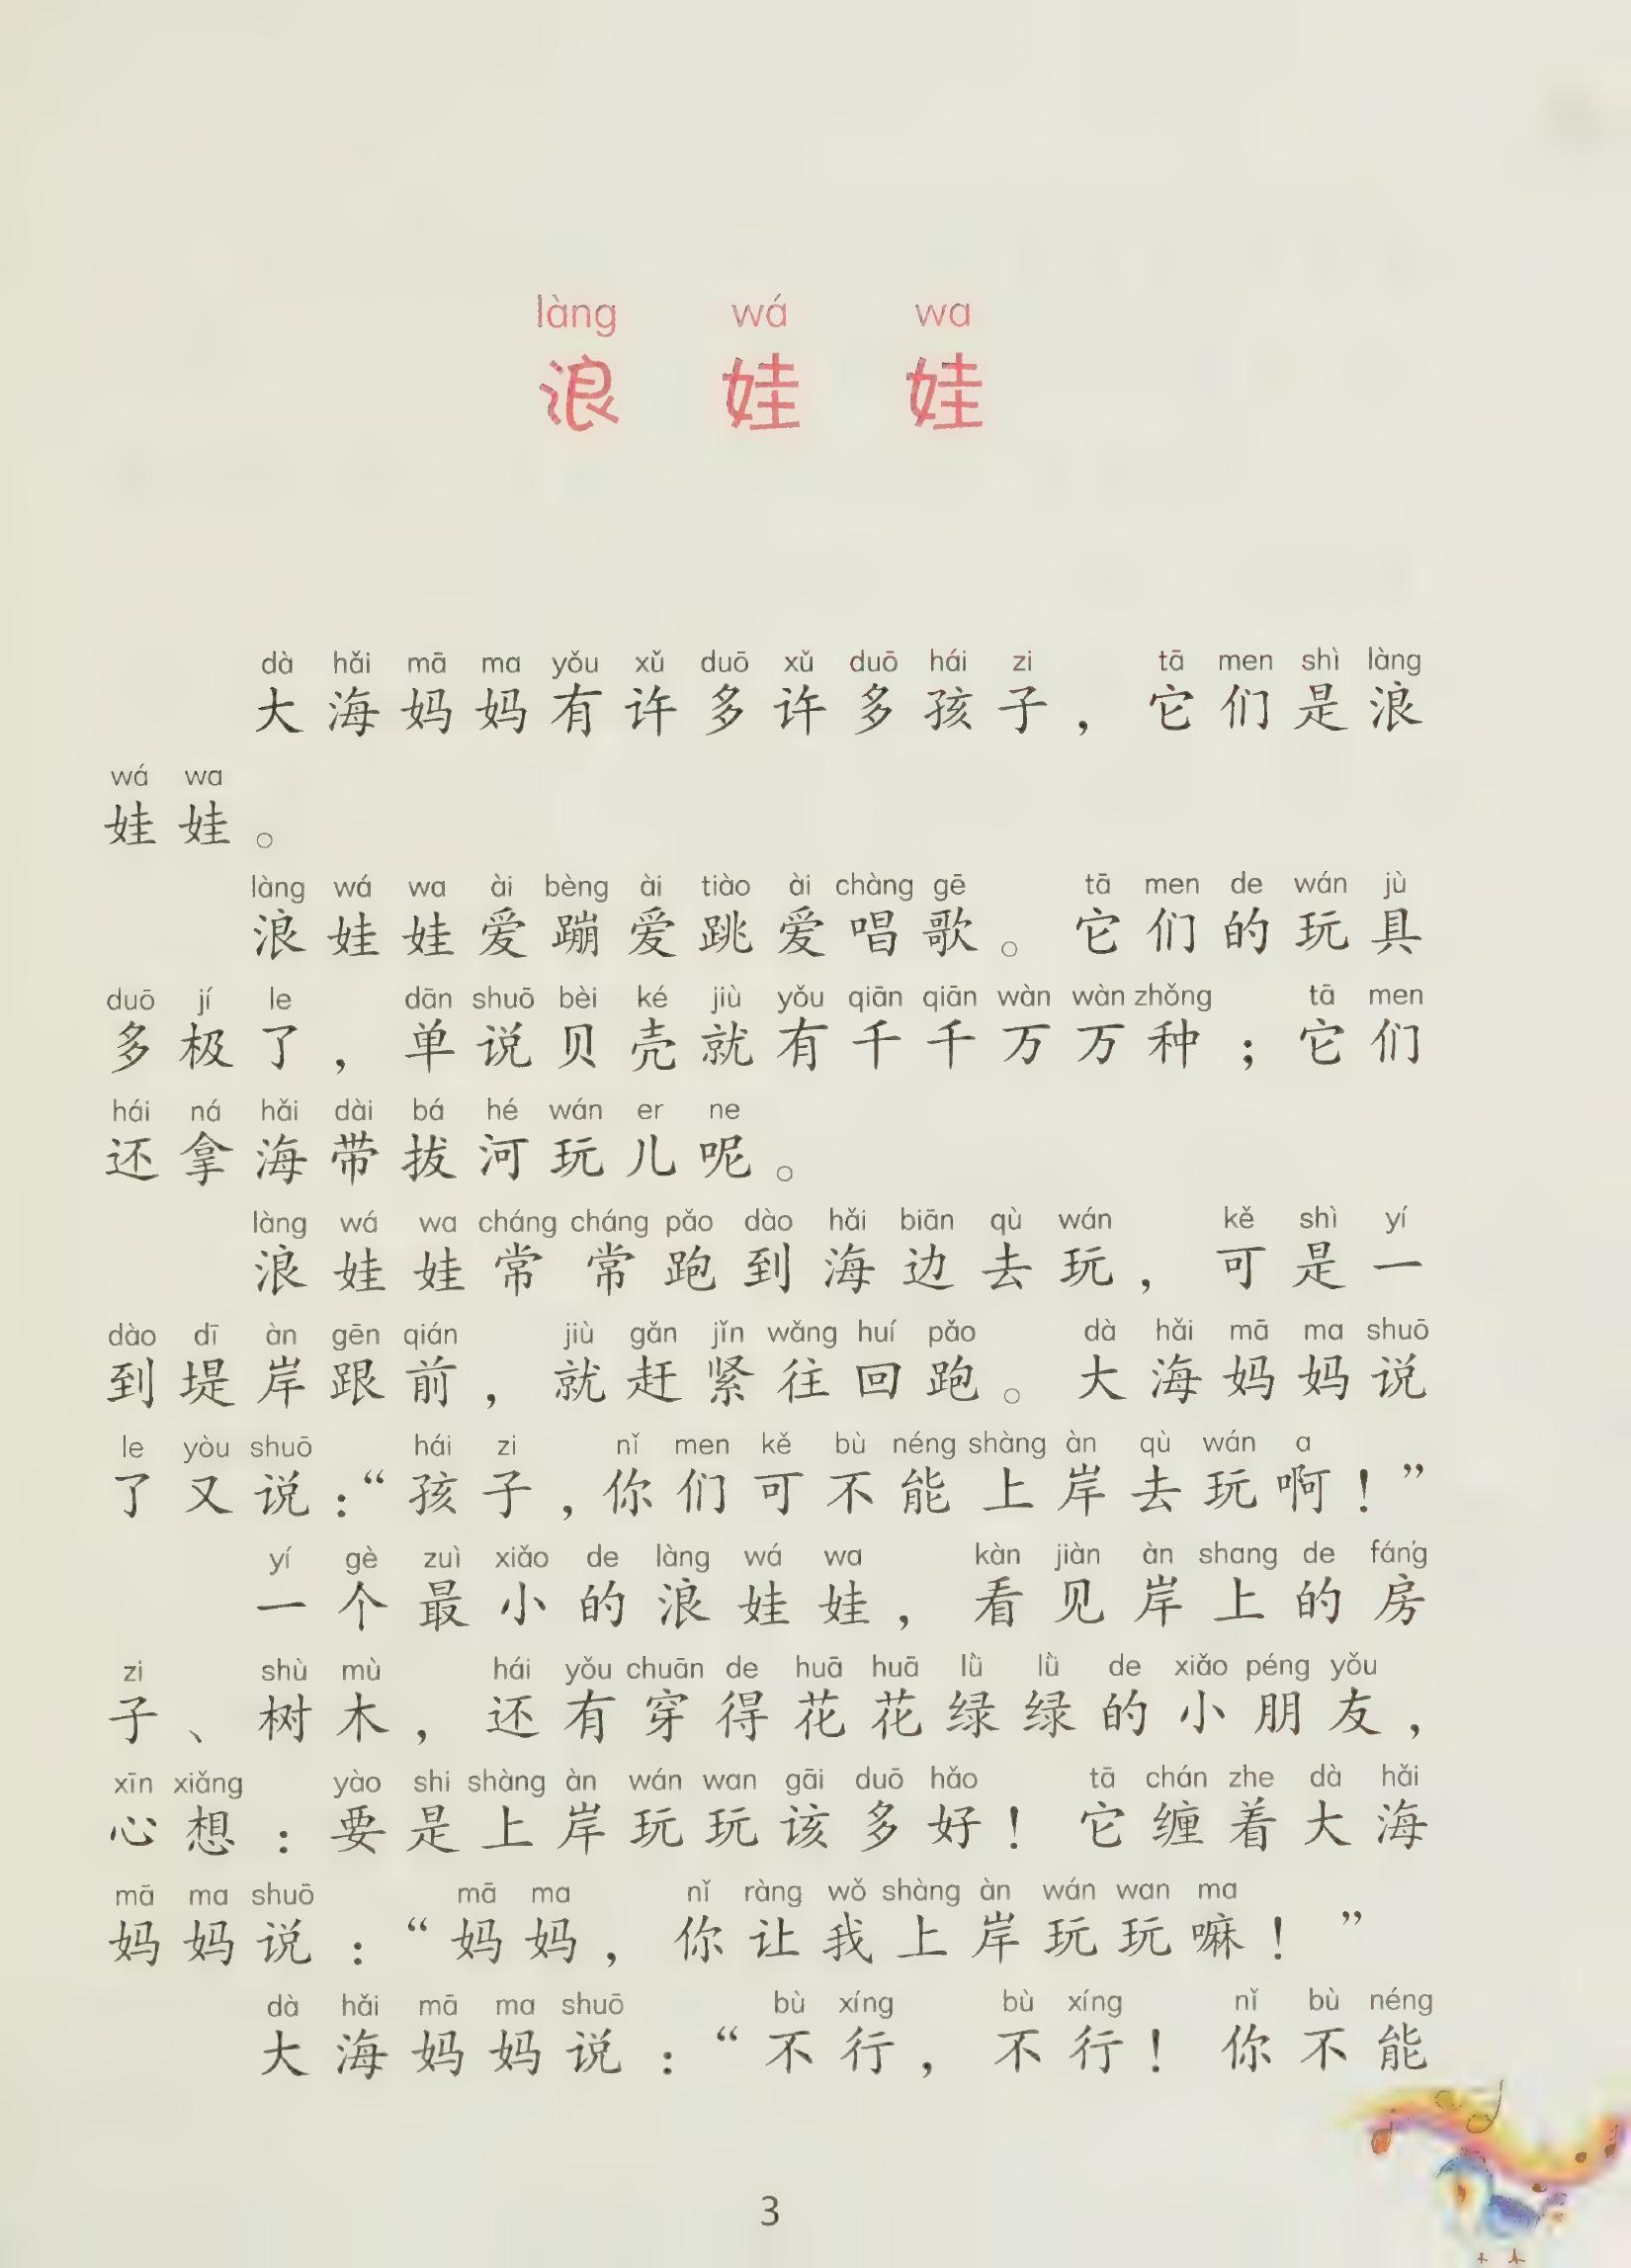 làng wá wa
浪娃娃
dà hǎi mā ma yǒu xǔ duō xǔ duō hái zi tā men shì làng
大海妈妈有许多许多孩子，它们是浪
wá wa
娃娃。
làng wá wa ài bèng ài tiào ài chàng gē tā men de wán jù
浪娃娃爱蹦爱跳爱唱歌。它们的玩具
duō jí le dān shuō bèi ké jiù yǒu qiān qiān wàn wàn zhǒng tā men
多极了，单说贝壳就有千千万万种；它们
hái ná hǎi dài bá hé wán er ne
还拿海带拔河玩儿呢。
làng wá wa cháng cháng pǎo dào hǎi biān qù wán kě shì yí
浪娃娃常常跑到海边去玩，可是一
dào dī àn gēn qián jiù gǎn jǐn wǎng huí pǎo dà hǎi mā ma shuō
到堤岸跟前，就赶紧往回跑。大海妈妈说
le yòu shuō hái zi nǐ men kě bù néng shàng àn qù wán a
了又说：“孩子，你们可不能上岸去玩啊！”
yí gè zuì xiǎo de làng wá wa kàn jiàn àn shang de fáng
一个最小的浪娃娃，看见岸上的房
zi shù mù hái yǒu chuān de huā huā lǜ lǜ de xiǎo péng yǒu
子、树木，还有穿得花花绿绿的小朋友，
xīn xiǎng yào shi shàng àn wán wan gāi duō hǎo tā chán zhe dà hǎi
心想：要是上岸玩玩该多好！它缠着大海
mā ma shuō mā ma nǐ ràng wǒ shàng àn wán wan ma
妈妈说：“妈妈，你让我上岸玩玩嘛！”
dà hǎi mā ma shuō bù xíng bù xíng nǐ bù néng
大海妈妈说：“不行，不行！你不能
3